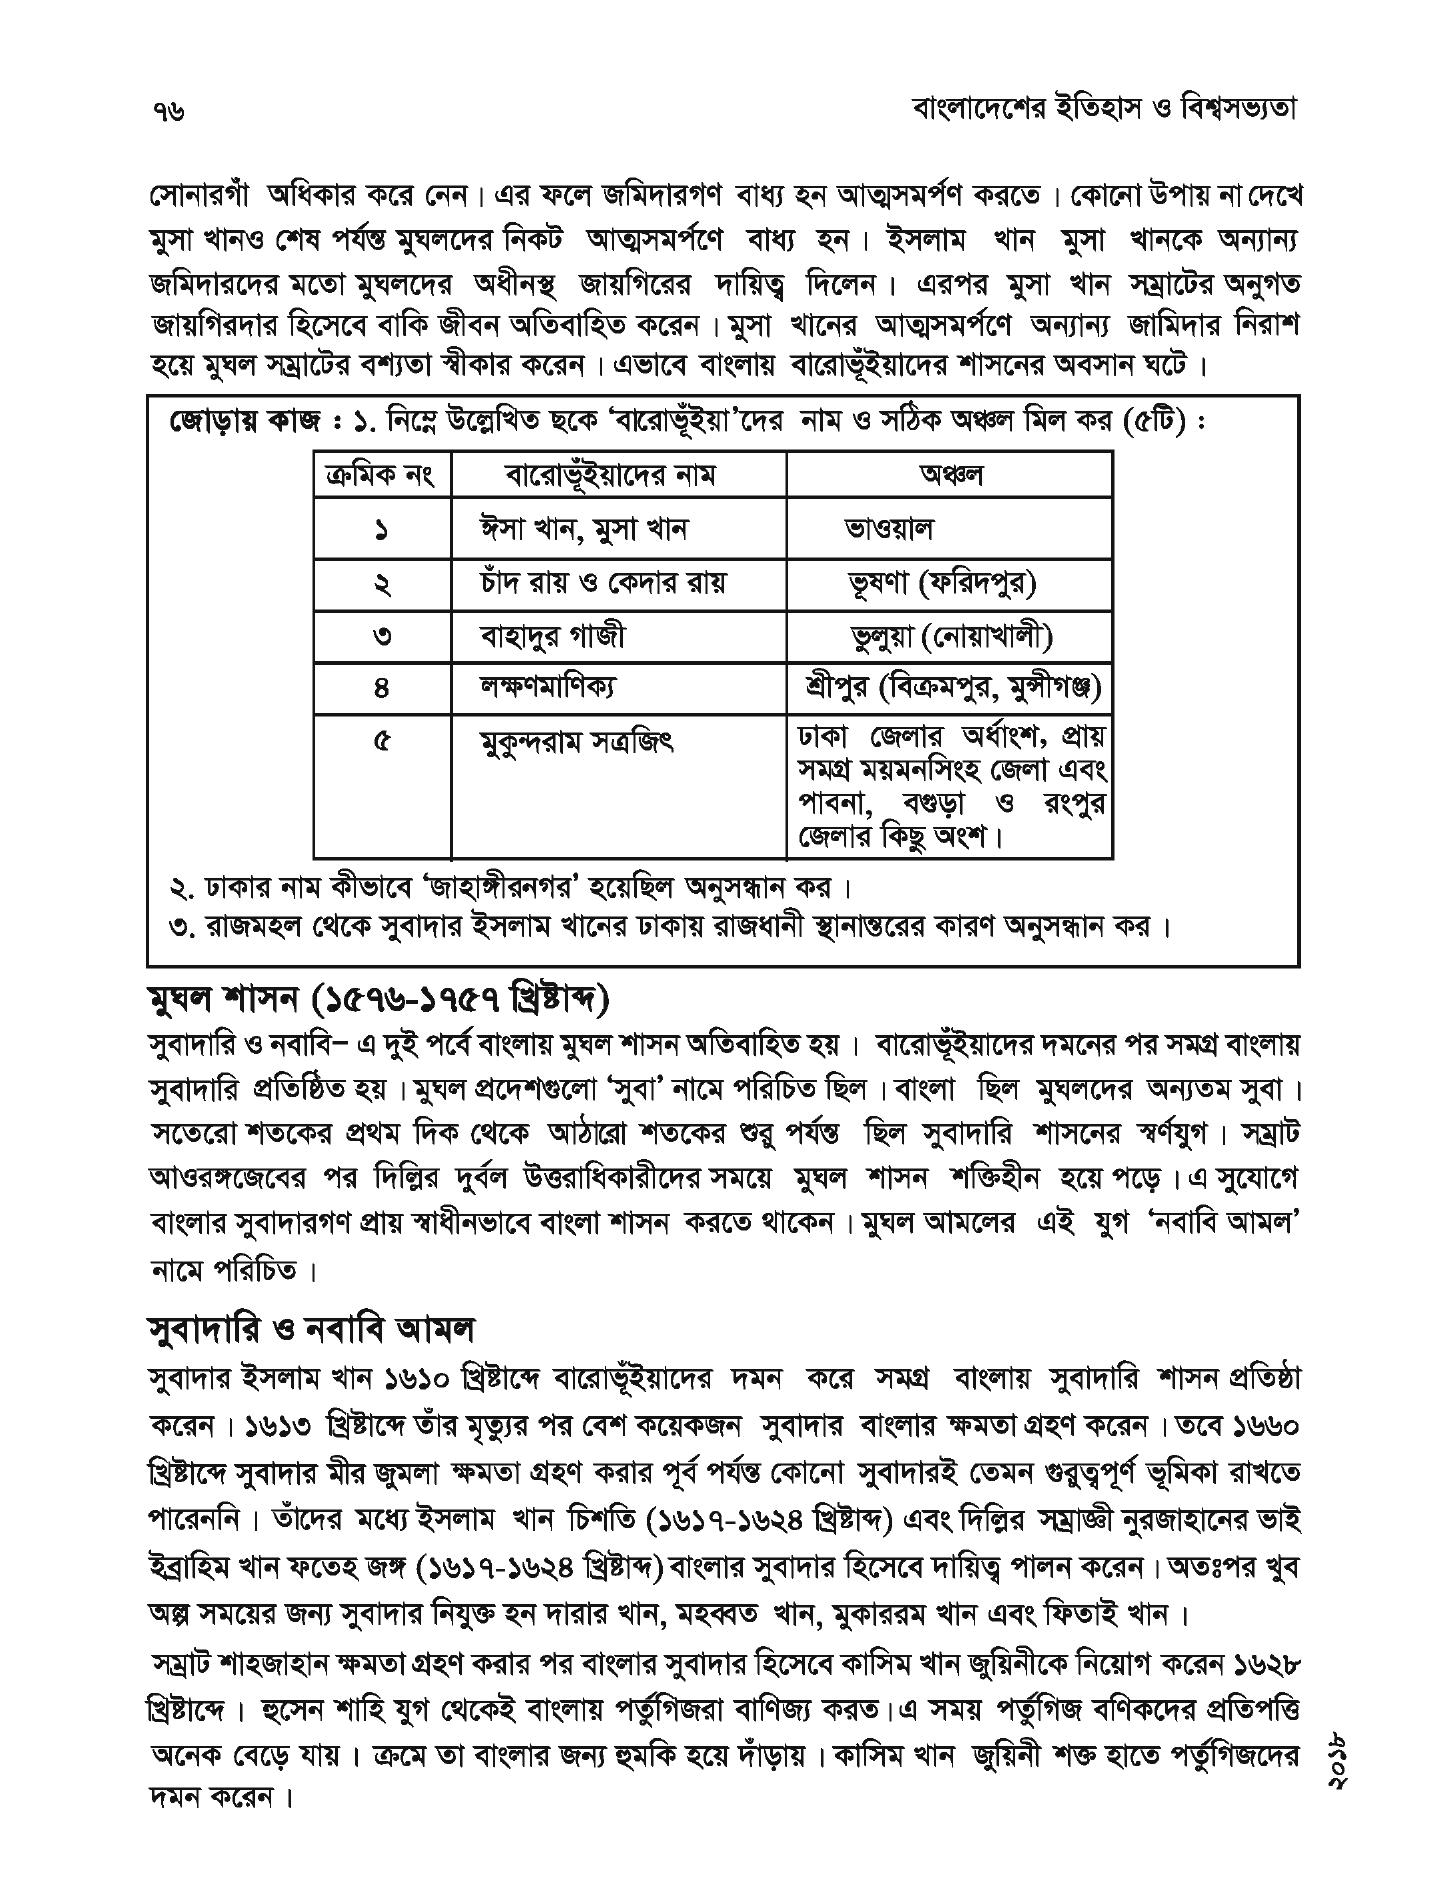 ৭৬
বাংলাদেশের ইতিহাস ও বিশ্বসভ্যতা
সোনারগাঁ অধিকার করে নেন। এর ফলে জমিদারগণ বাধ্য হন আত্মসমর্পণ করতে । কোনো উপায় না দেখে
মুসা খানও শেষ পর্যন্ত মুঘলদের নিকট আত্মসমর্পণে বাধ্য হন। ইসলাম খান মুসা খানকে অন্যান্য
জমিদারদের মতো মুঘলদের অধীনস্থ জায়গিরের দায়িত্ব দিলেন। এরপর মুসা খান সম্রাটের অনুগত
জায়গিরদার হিসেবে বাকি জীবন অতিবাহিত করেন । মুসা খানের আত্মসমর্পণে অন্যান্য জামিদার নিরাশ
হয়ে মুঘল সম্রাটের বশ্যতা স্বীকার করেন । এভাবে বাংলায় বারোভূঁইয়াদের শাসনের অবসান ঘটে ।
জোড়ায় কাজ : ১. নিম্নে উল্লেখিত ছকে ‘বারোভূঁইয়া’দের নাম ও সঠিক অঞ্চল মিল কর (৫টি) :
ক্রমিক নং বারোভূঁইয়াদের নাম অঞ্চল
১ ঈসা খান, মুসা খান ভাওয়াল
২ চাঁদ রায় ও কেদার রায় ভূষণা (ফরিদপুর)
৩ বাহাদুর গাজী ভুলুয়া (নোয়াখালী)
৪ লক্ষণমাণিক্য শ্রীপুর (বিক্রমপুর, মুন্সীগঞ্জ)
৫ মুকুন্দরাম সত্রজিৎ ঢাকা জেলার অর্ধাংশ, প্রায়
সমগ্র ময়মনসিংহ জেলা এবং
পাবনা, বগুড়া ও রংপুর
জেলার কিছু অংশ।
২. ঢাকার নাম কীভাবে ‘জাহাঙ্গীরনগর’ হয়েছিল অনুসন্ধান কর ।
৩. রাজমহল থেকে সুবাদার ইসলাম খানের ঢাকায় রাজধানী স্থানান্তরের কারণ অনুসন্ধান কর ।
মুঘল শাসন (১৫৭৬-১৭৫৭ খ্রিষ্টাব্দ)
সুবাদারি ও নবাবি– এ দুই পর্বে বাংলায় মুঘল শাসন অতিবাহিত হয় । বারোভূঁইয়াদের দমনের পর সমগ্র বাংলায়
সুবাদারি প্রতিষ্ঠিত হয় । মুঘল প্রদেশগুলো ‘সুবা’ নামে পরিচিত ছিল । বাংলা ছিল মুঘলদের অন্যতম সুবা ।
সতেরো শতকের প্রথম দিক থেকে আঠারো শতকের শুরু পর্যন্ত ছিল সুবাদারি শাসনের স্বর্ণযুগ। সম্রাট
আওরঙ্গজেবের পর দিল্লির দুর্বল উত্তরাধিকারীদের সময়ে মুঘল শাসন শক্তিহীন হয়ে পড়ে । এ সুযোগে
বাংলার সুবাদারগণ প্রায় স্বাধীনভাবে বাংলা শাসন করতে থাকেন । মুঘল আমলের এই যুগ ‘নবাবি আমল’
নামে পরিচিত ।
সুবাদারি ও নবাবি আমল
সুবাদার ইসলাম খান ১৬১০ খ্রিষ্টাব্দে বারোভূঁইয়াদের দমন করে সমগ্র বাংলায় সুবাদারি শাসন প্রতিষ্ঠা
করেন । ১৬১৩ খ্রিষ্টাব্দে তাঁর মৃত্যুর পর বেশ কয়েকজন সুবাদার বাংলার ক্ষমতা গ্রহণ করেন । তবে ১৬৬০
খ্রিষ্টাব্দে সুবাদার মীর জুমলা ক্ষমতা গ্রহণ করার পূর্ব পর্যন্ত কোনো সুবাদারই তেমন গুরুত্বপূর্ণ ভূমিকা রাখতে
পারেননি । তাঁদের মধ্যে ইসলাম খান চিশতি (১৬১৭-১৬২৪ খ্রিষ্টাব্দ) এবং দিল্লির সম্রাজ্ঞী নুরজাহানের ভাই
ইব্রাহিম খান ফতেহ জঙ্গ (১৬১৭-১৬২৪ খ্রিষ্টাব্দ) বাংলার সুবাদার হিসেবে দায়িত্ব পালন করেন। অতঃপর খুব
অল্প সময়ের জন্য সুবাদার নিযুক্ত হন দারার খান, মহব্বত খান, মুকাররম খান এবং ফিতাই খান ।
সম্রাট শাহজাহান ক্ষমতা গ্রহণ করার পর বাংলার সুবাদার হিসেবে কাসিম খান জুয়িনীকে নিয়োগ করেন ১৬২৮
খ্রিষ্টাব্দে । হুসেন শাহি যুগ থেকেই বাংলায় পর্তুগিজরা বাণিজ্য করত। এ সময় পর্তুগিজ বণিকদের প্রতিপত্তি
অনেক বেড়ে যায় । ক্রমে তা বাংলার জন্য হুমকি হয়ে দাঁড়ায় । কাসিম খান জুয়িনী শক্ত হাতে পর্তুগিজদের
দমন করেন ।
২০১৮